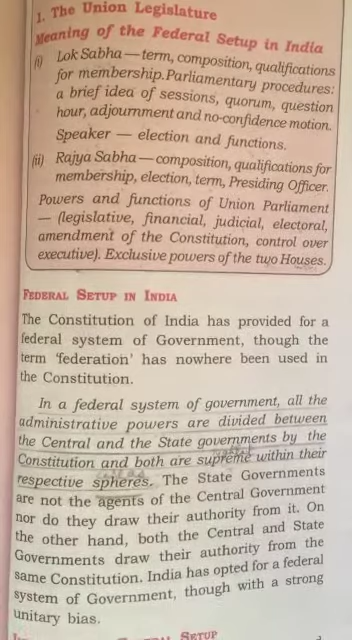 1. The Union Legislature
Meaning of the Federal Setup in India
(i) Lok Sabha — term, composition, qualifications
for membership. Parliamentary procedures:
a brief idea of sessions, quorum, question
hour, adjournment and no-confidence motion.
Speaker — election and functions.
(ii) Rajya Sabha — composition, qualifications for
membership, election, term, Presiding Officer.
Powers and functions of Union Parliament
— (legislative, financial, judicial, electoral,
amendment of the Constitution, control over
executive). Exclusive powers of the two Houses.
FEDERAL SETUP IN INDIA
The Constitution of India has provided for a
federal system of Government, though the
term 'federation' has nowhere been used in
the Constitution.
In a federal system of government, all the
administrative powers are divided between
the Central and the State governments by the
Constitution and both are supreme within their
respective spheres. The State Governments
are not the agents of the Central Government
nor do they draw their authority from it. On
the other hand, both the Central and State
Governments draw their authority from the
same Constitution. India has opted for a federal
system of Government, though with a strong
unitary bias.
SETUP